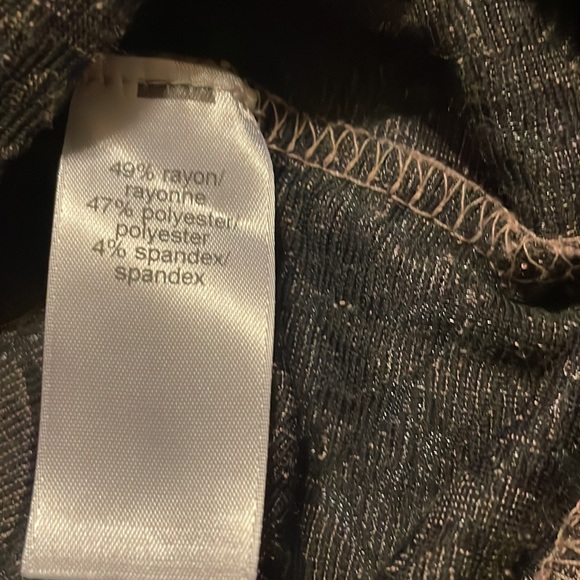 49% rayon/
rayonne
47% polyester/
polyester
4% spandex/
spandex